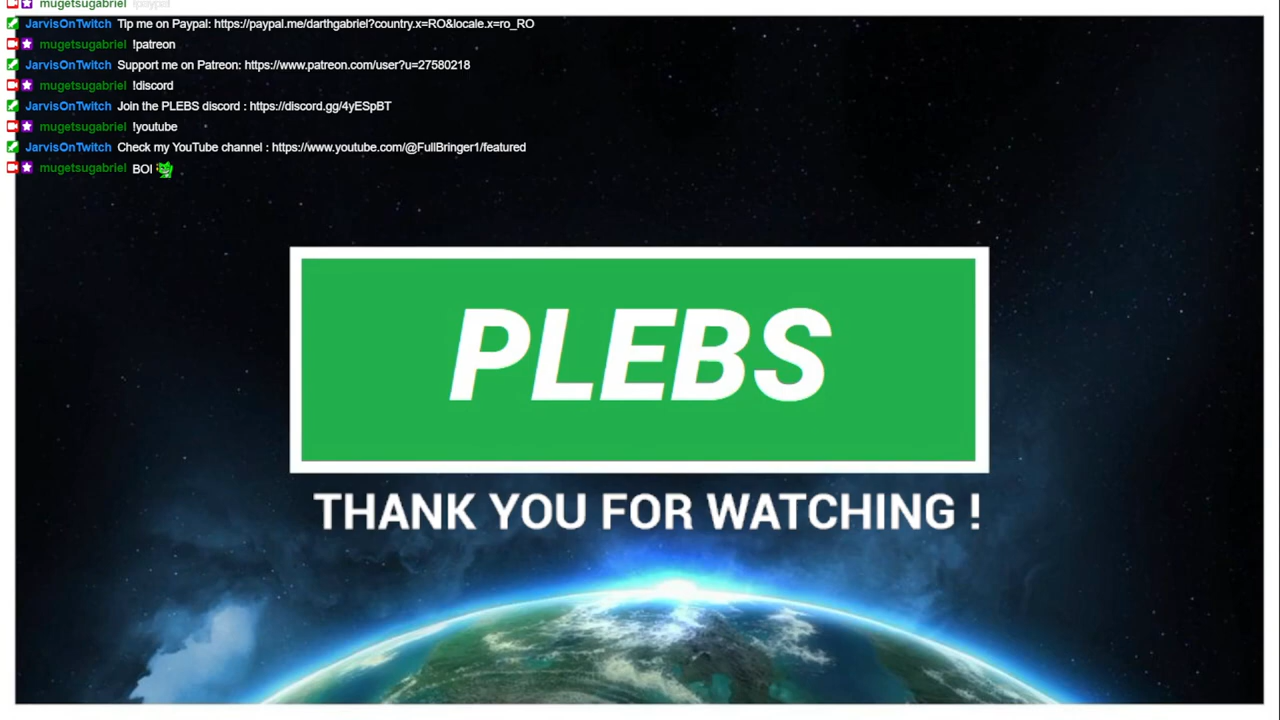 mugetsugabriel !paypal
JarvisOnTwitch Tip me on Paypal: https://paypal.me/darthgabriel?country.x=RO&locale.x=ro_RO
mugetsugabriel !patreon
JarvisOnTwitch Support me on Patreon: https://www.patreon.com/user?u=27580218
mugetsugabriel !discord
JarvisOnTwitch Join the PLEBS discord : https://discord.gg/4yESpBT
mugetsugabriel !youtube
JarvisOnTwitch Check my YouTube channel : https://www.youtube.com/@FullBringer1/featured
mugetsugabriel BOI
PLEBS
THANK YOU FOR WATCHING !